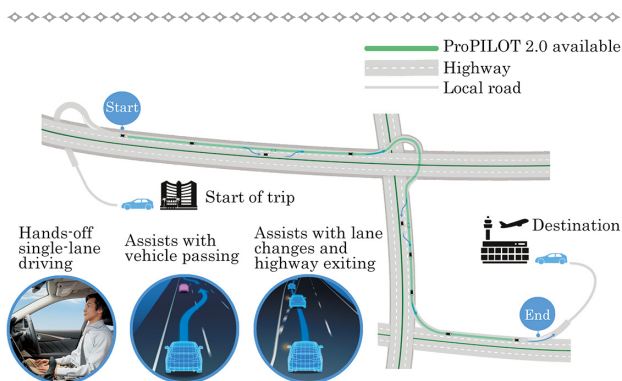 ProPILOT 2.0 available
Highway
Local road
Start
Start of trip
Destination
Hands-off
single-lane
driving
Assists with
vehicle passing
Assists with lane
changes and
highway exiting
End